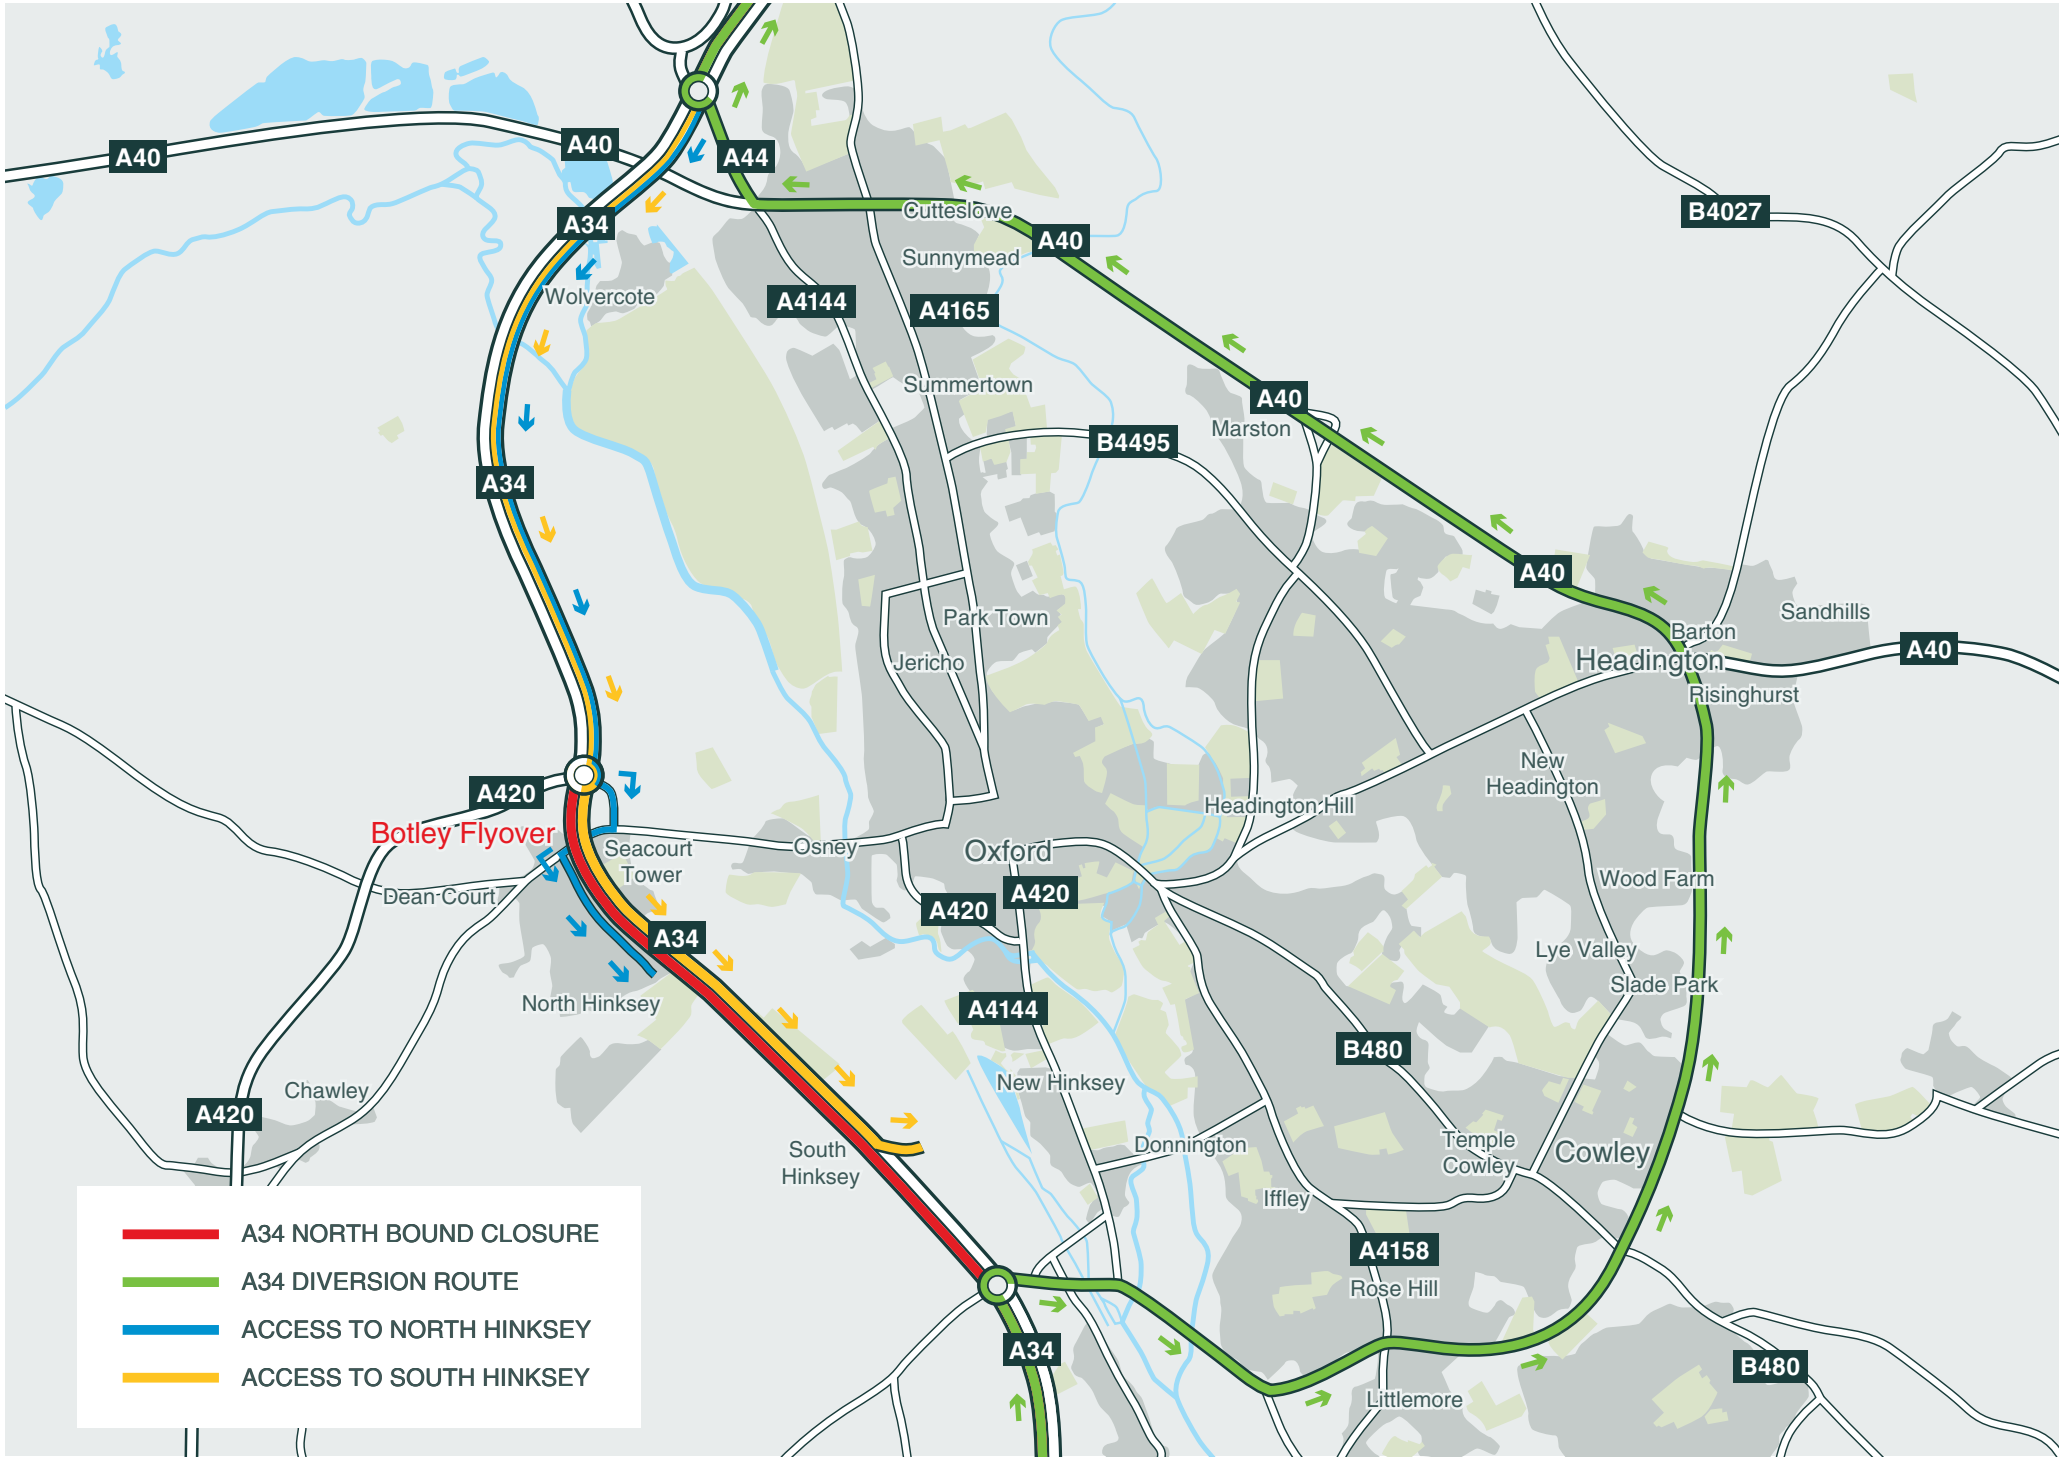 A40
A40
A44
A34
B4027
Cutteslowe
A40
Sunnymead
Wolvercote
A4144
A4165
Summertown
A40
Marston
B4495
A34
A40
Sandhills
Park Town
Barton
Headington
A40
Jericho
Risinghurst
New
Headington
A420
Headington Hill
Botley Flyover
Seacourt
Tower
Osney
Oxford
Dean Court
A420
A420
Wood Farm
A34
Lye Valley
Slade Park
North Hinksey
A4144
B480
Chawley
New Hinksey
A420
South
Hinksey
Donnington
Temple
Cowley
Cowley
Iffley
A4158
Rose Hill
A34
B480
Littlemore
A34 NORTH BOUND CLOSURE
A34 DIVERSION ROUTE
ACCESS TO NORTH HINKSEY
ACCESS TO SOUTH HINKSEY